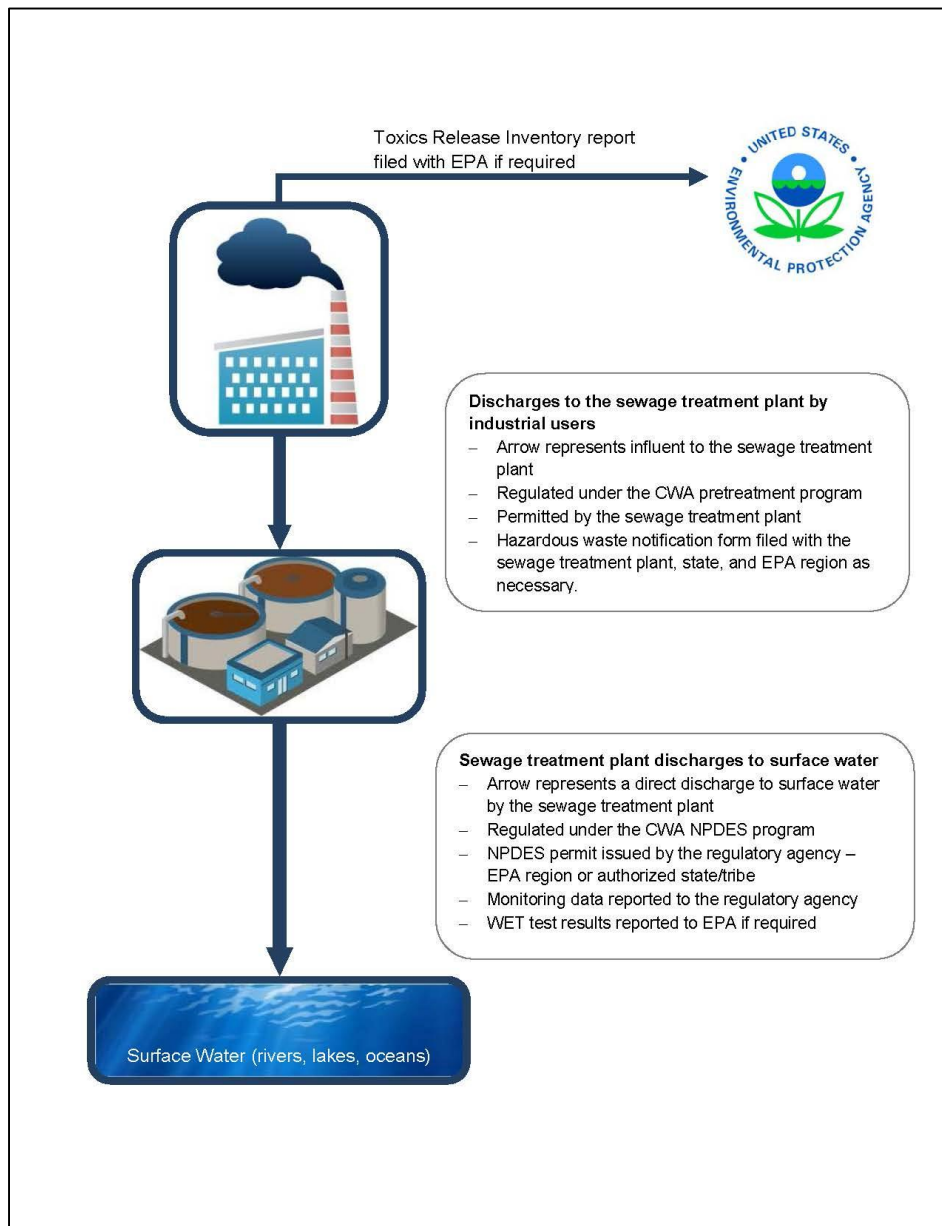 Toxics Release Inventory report
filed with EPA if required
UNITED STATES • ENVIRONMENTAL PROTECTION AGENCY •
Discharges to the sewage treatment plant by
industrial users
– Arrow represents influent to the sewage treatment
plant
– Regulated under the CWA pretreatment program
– Permitted by the sewage treatment plant
– Hazardous waste notification form filed with the
sewage treatment plant, state, and EPA region as
necessary.
Sewage treatment plant discharges to surface water
– Arrow represents a direct discharge to surface water
by the sewage treatment plant
– Regulated under the CWA NPDES program
– NPDES permit issued by the regulatory agency –
EPA region or authorized state/tribe
– Monitoring data reported to the regulatory agency
– WET test results reported to EPA if required
Surface Water (rivers, lakes, oceans)